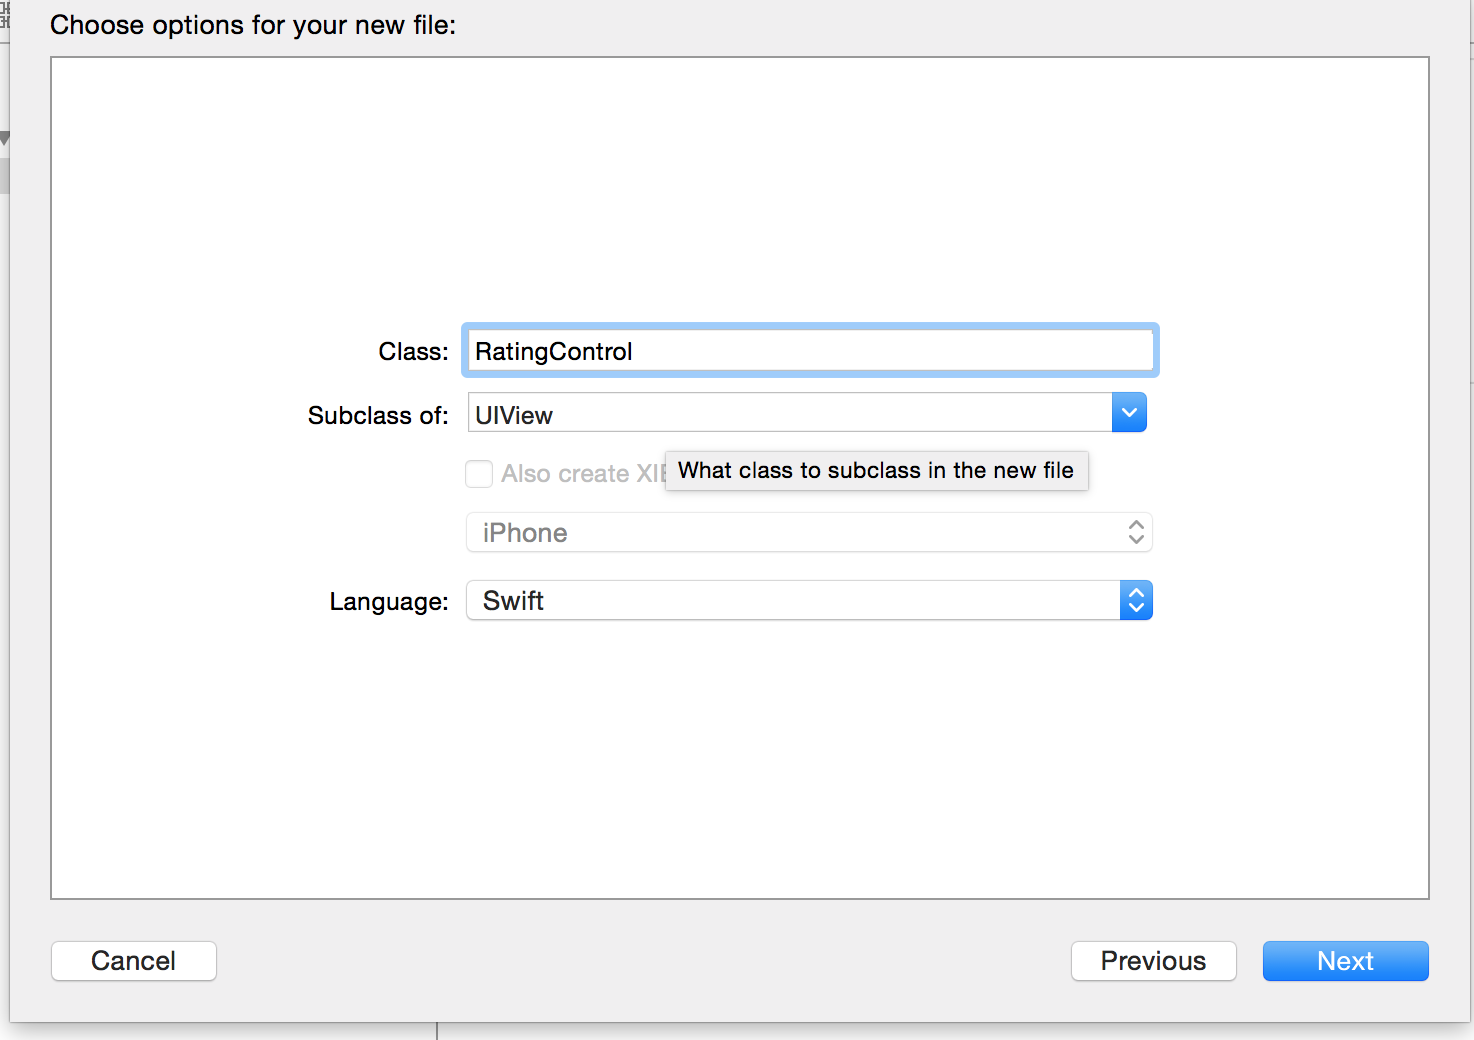 Choose options for your new file:
Class: RatingControl
Subclass of: UIView
Also create XI
What class to subclass in the new file
iPhone
Language: Swift
Cancel
Previous
Next